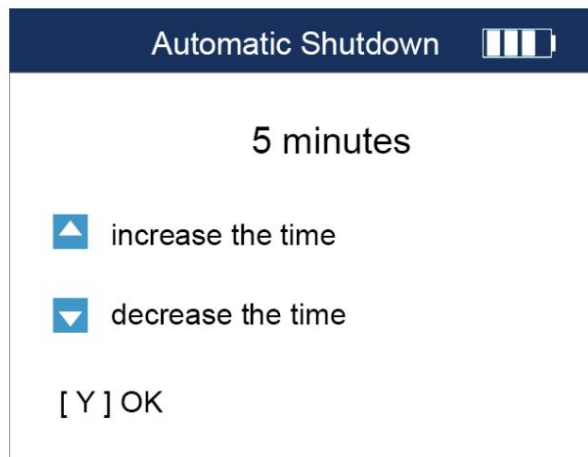 Automatic Shutdown
5 minutes
increase the time
decrease the time
[ Y ] OK